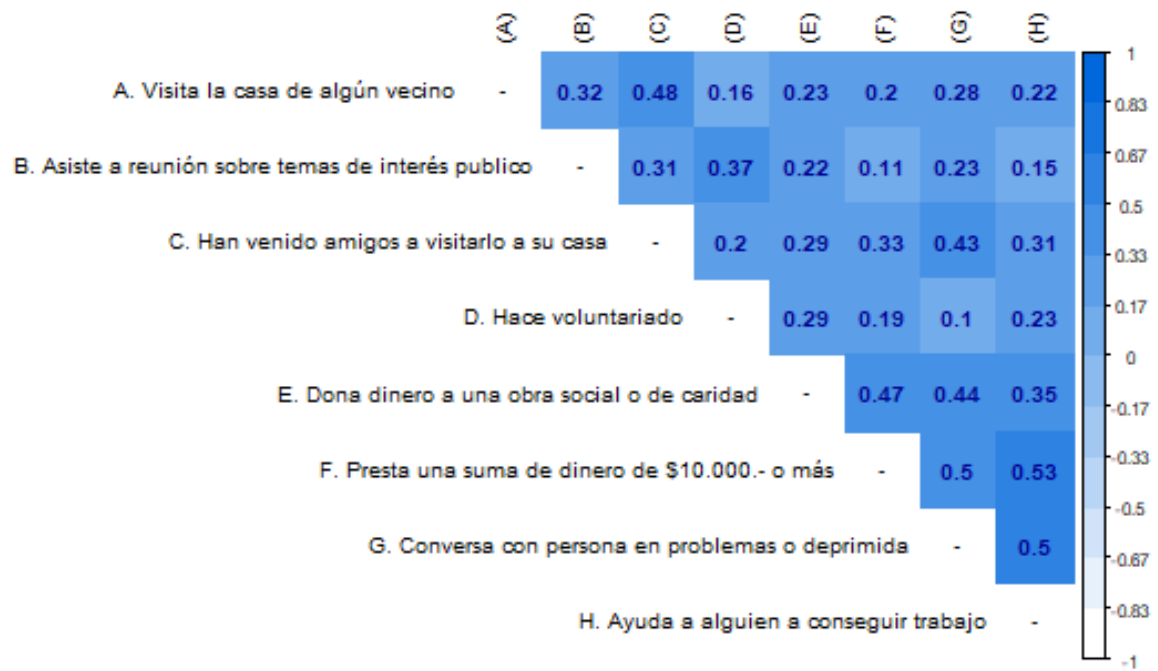 (A) (B) (C) (D) (E) (F) (G) (H)
A. Visita la casa de algún vecino - 0.32 0.48 0.16 0.23 0.2 0.28 0.22
B. Asiste a reunión sobre temas de interés publico - 0.31 0.37 0.22 0.11 0.23 0.15
C. Han venido amigos a visitarlo a su casa - 0.2 0.29 0.33 0.43 0.31
D. Hace voluntariado - 0.29 0.19 0.1 0.23
E. Dona dinero a una obra social o de caridad - 0.47 0.44 0.35
F. Presta una suma de dinero de $10.000.- o más - 0.5 0.53
G. Conversa con persona en problemas o deprimida - 0.5
H. Ayuda a alguien a conseguir trabajo -
1
0.83
0.67
0.5
0.33
0.17
0
-0.17
-0.33
-0.5
-0.67
-0.83
-1